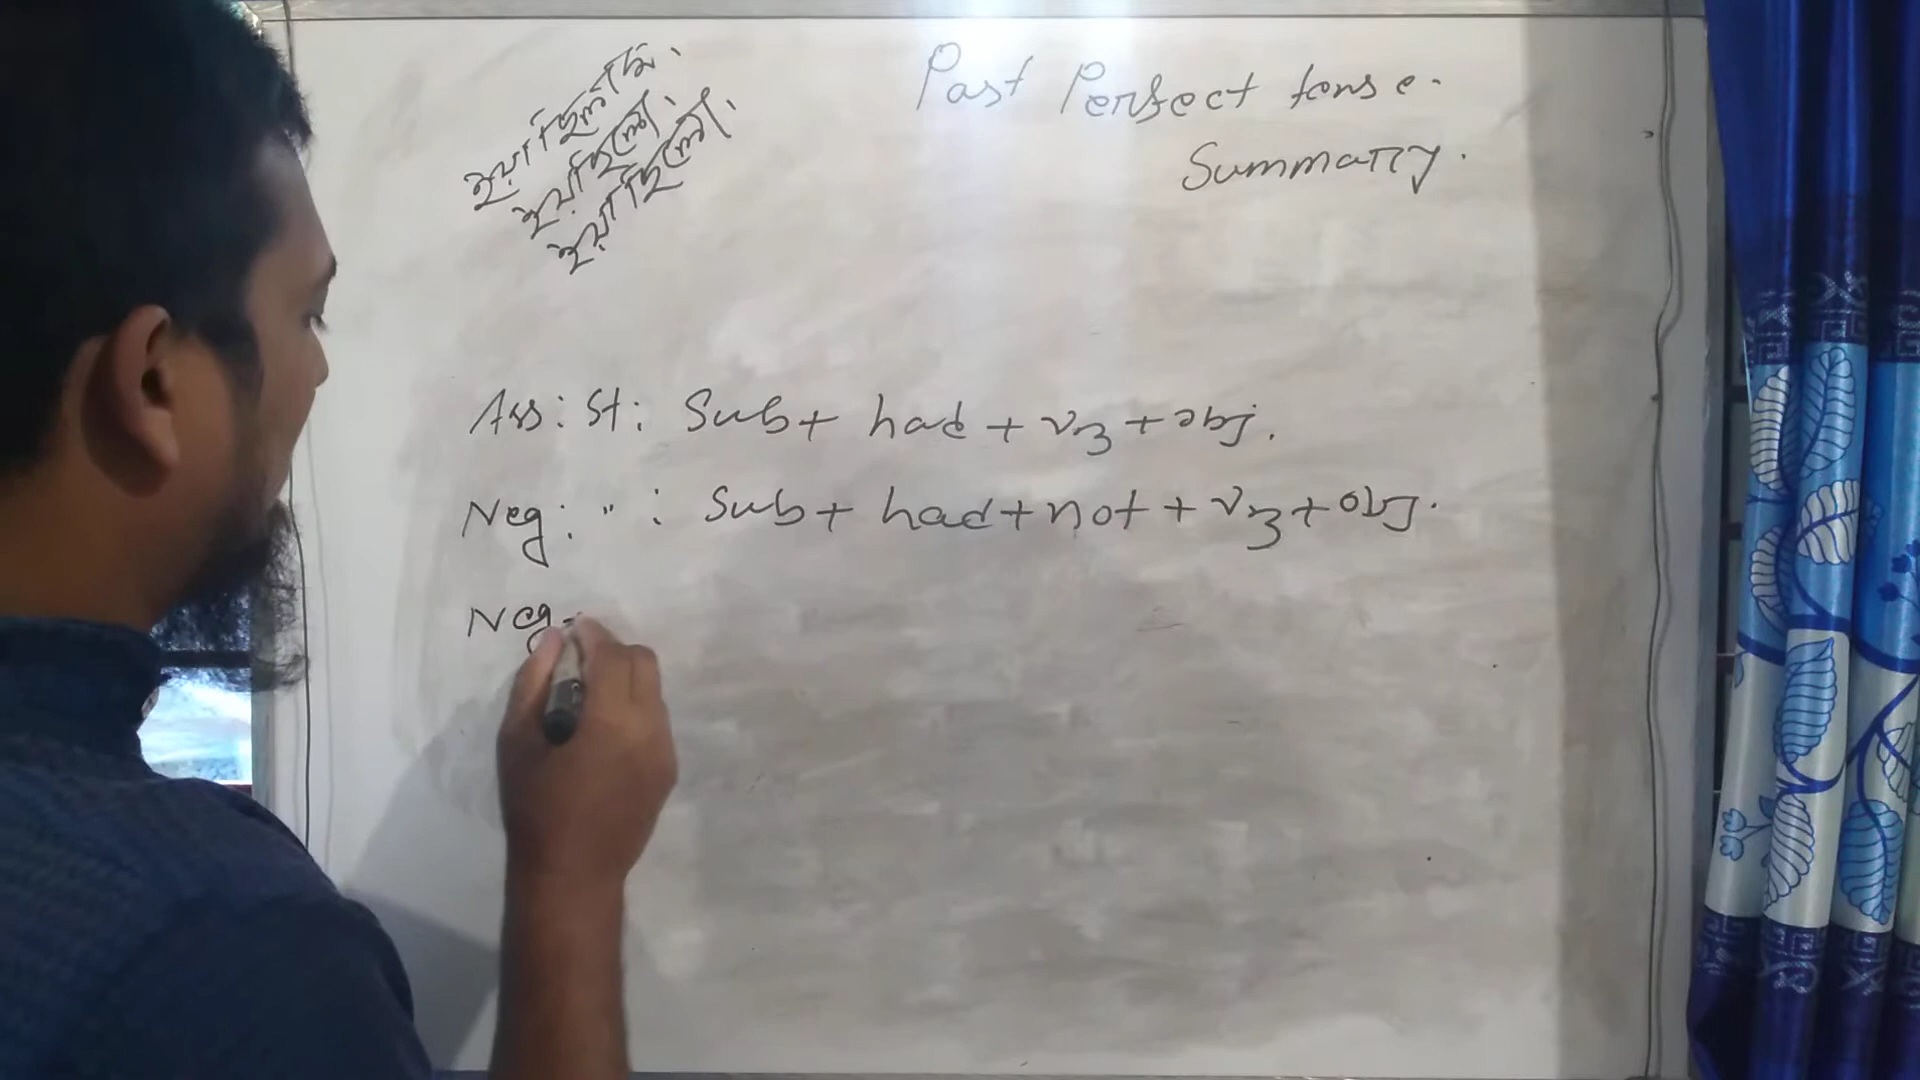 Past Perfect tense.
Summary.
য়াছিলাম.
য়াছিলে.
য়াছিলো.
Ass: St: Sub + had + v3 + obj.
Neg: " : Sub + had + not + v3 + obj.
Neg-